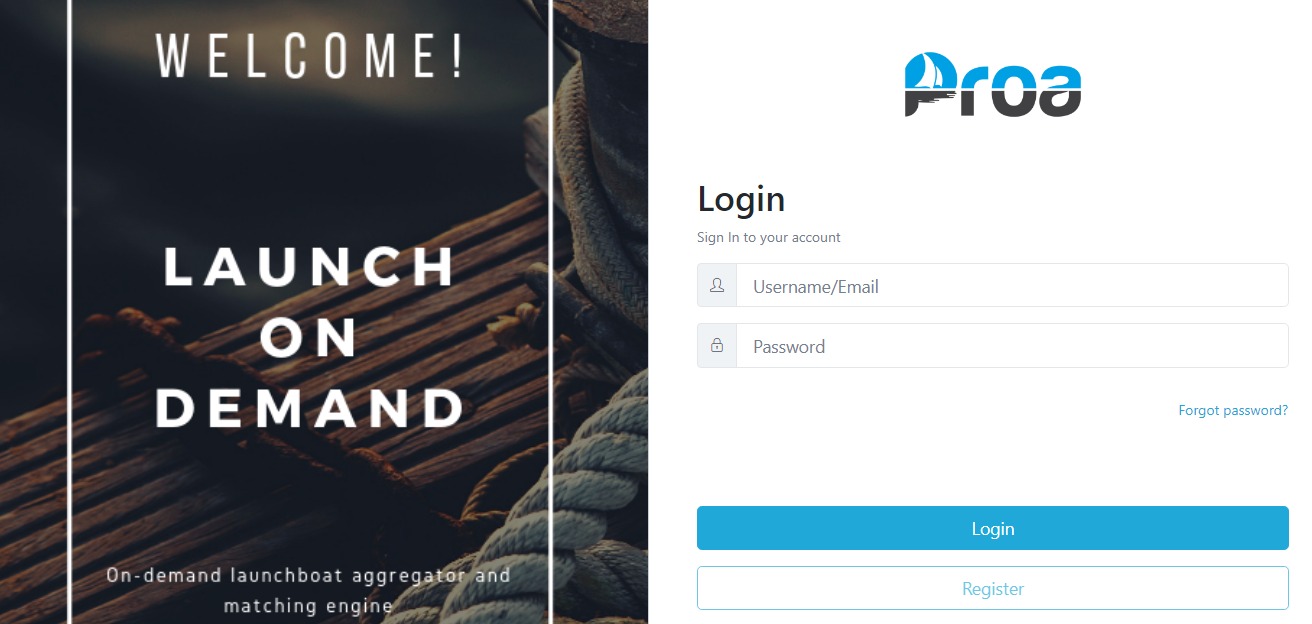 WELCOME!
LAUNCH
ON
DEMAND
On-demand launchboat aggregator and
matching engine
Proa
Login
Sign In to your account
Username/Email
Password
Forgot password?
Login
Register